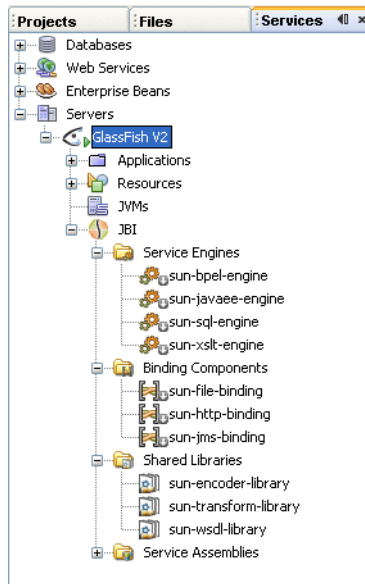 Projects Files Services
Databases
Web Services
Enterprise Beans
Servers
GlassFish V2
Applications
Resources
JVMs
JBI
Service Engines
sun-bpel-engine
sun-javaee-engine
sun-sql-engine
sun-xslt-engine
Binding Components
sun-file-binding
sun-http-binding
sun-jms-binding
Shared Libraries
sun-encoder-library
sun-transform-library
sun-wsdl-library
Service Assemblies